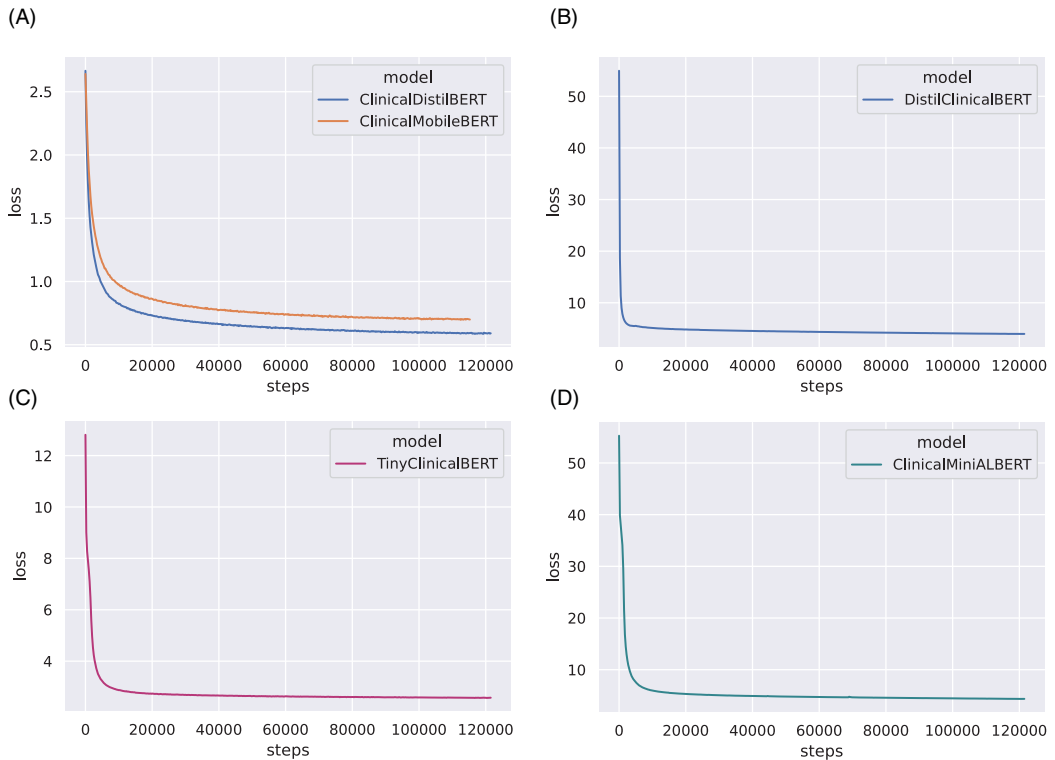 (A)
model
ClinicalDistilBERT
ClinicalMobileBERT
loss
2.5
2.0
1.5
1.0
0.5
0 20000 40000 60000 80000 100000 120000
steps
(B)
model
DistilClinicalBERT
loss
50
40
30
20
10
0 20000 40000 60000 80000 100000 120000
steps
(C)
model
TinyClinicalBERT
loss
12
10
8
6
4
0 20000 40000 60000 80000 100000 120000
steps
(D)
model
ClinicalMiniALBERT
loss
50
40
30
20
10
0 20000 40000 60000 80000 100000 120000
steps